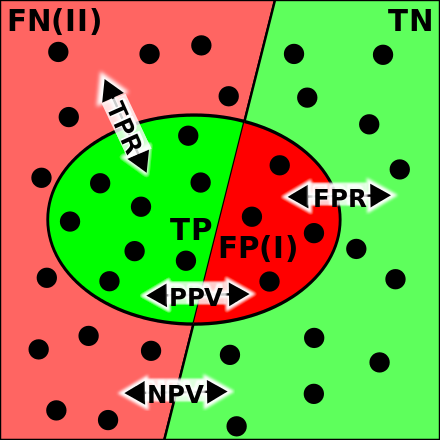 FN(II)
TN
TPR
FPR
TP
FP(I)
PPV
NPV